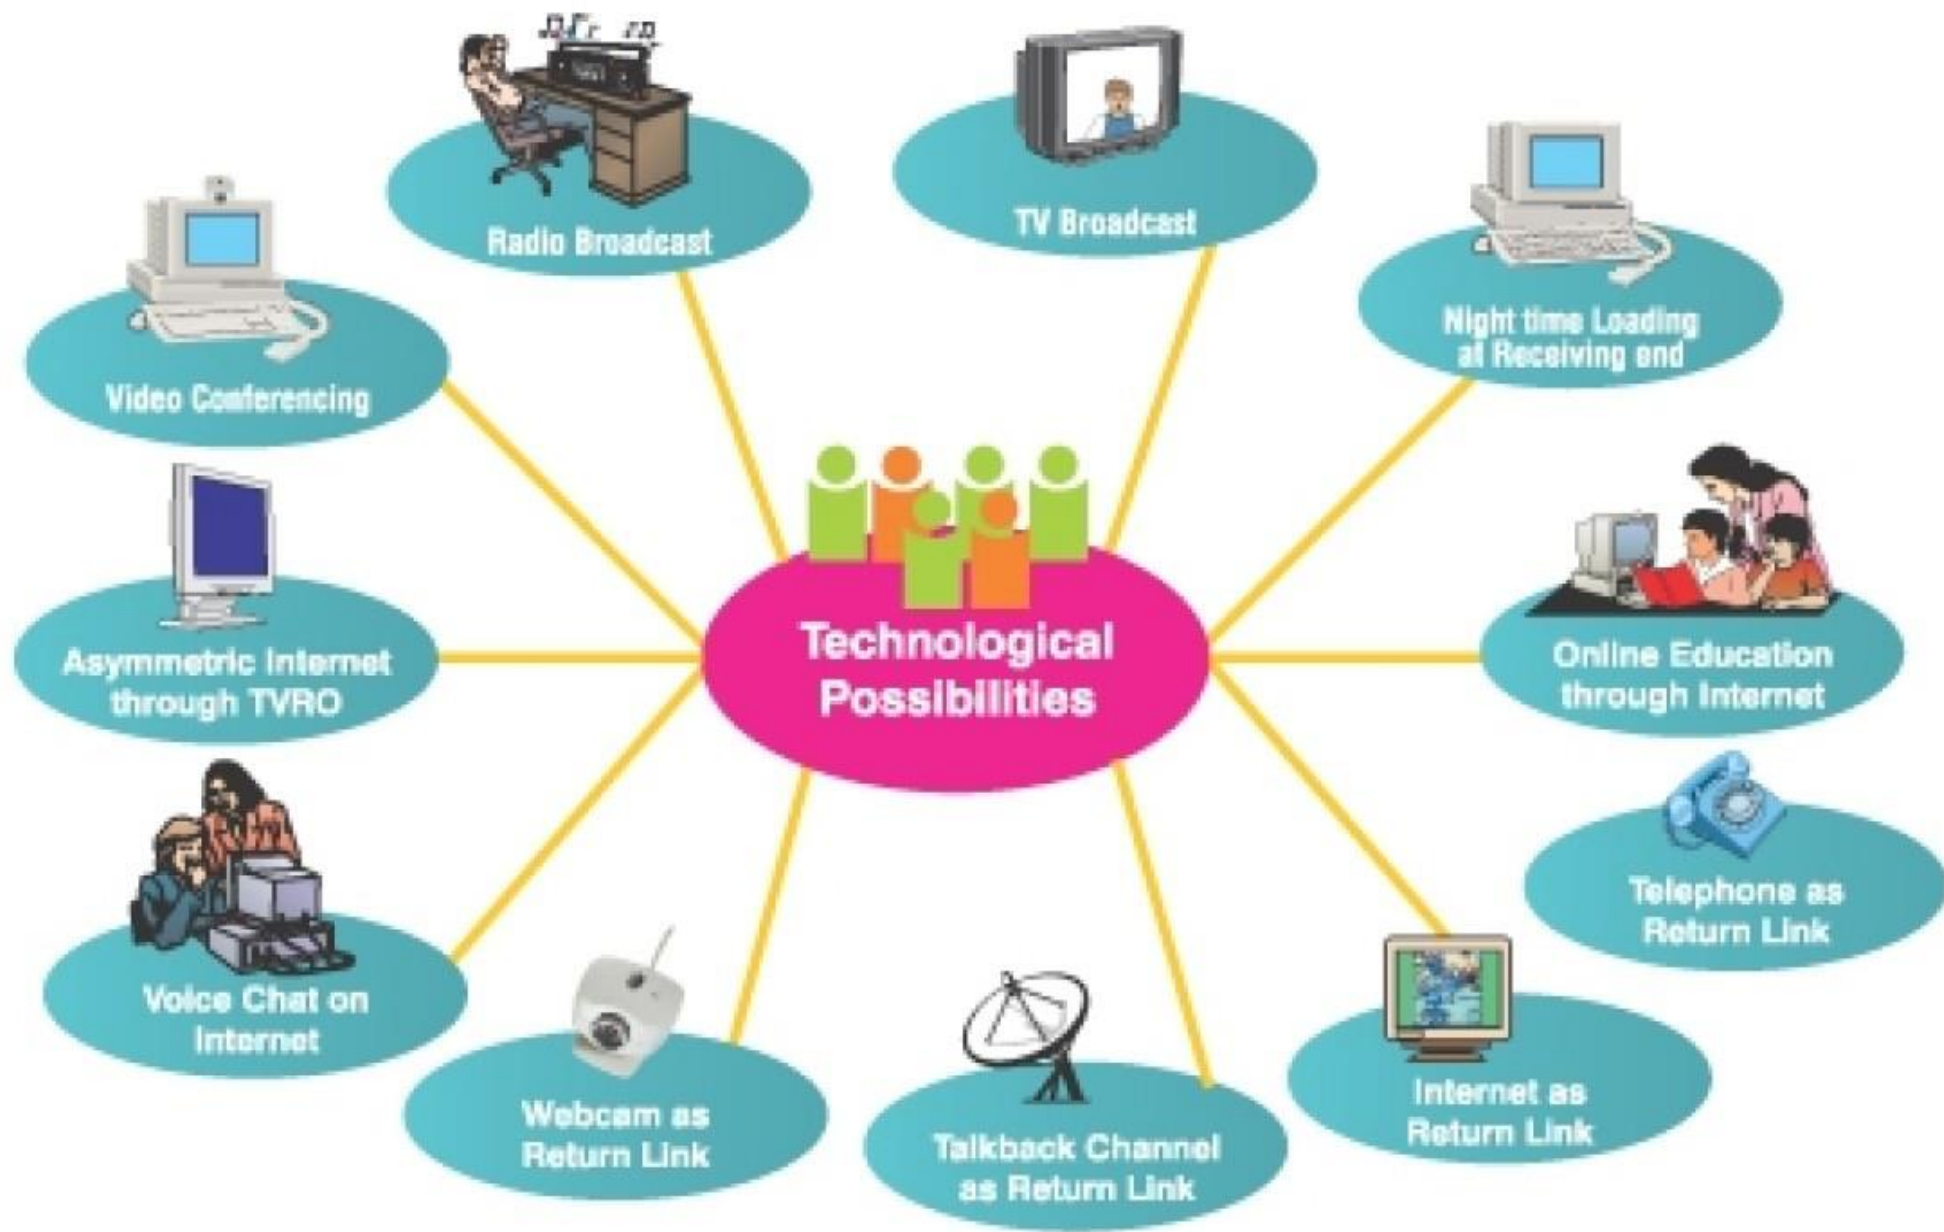 Radio Broadcast
TV Broadcast
Night time Loading
at Receiving end
Video Conferencing
Technological
Possibilities
Asymmetric Internet
through TVRO
Online Education
through Internet
Telephone as
Return Link
Voice Chat on
Internet
Webcam as
Return Link
Talkback Channel
as Return Link
Internet as
Return Link